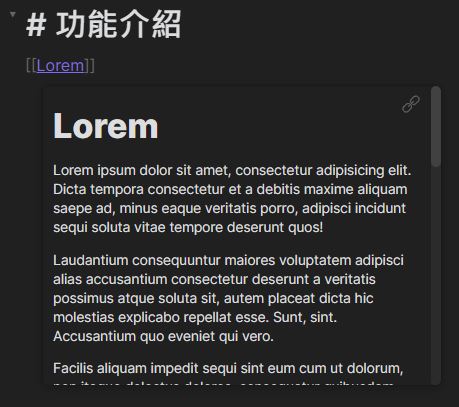 # 功能介紹
[[Lorem]]
Lorem
Lorem ipsum dolor sit amet, consectetur adipisicing elit.
Dicta tempora consectetur et a debitis maxime aliquam
saepe ad, minus eaque veritatis porro, adipisci incidunt
sequi soluta vitae tempore deserunt quos!
Laudantium consequuntur maiores voluptatem adipisci
alias accusantium consectetur deserunt a veritatis
possimus atque soluta sit, autem placeat dicta hic
molestias explicabo repellat esse. Sunt, sint.
Accusantium quo eveniet qui vero.
Facilis aliquam impedit sequi sint eum cum ut dolorum,